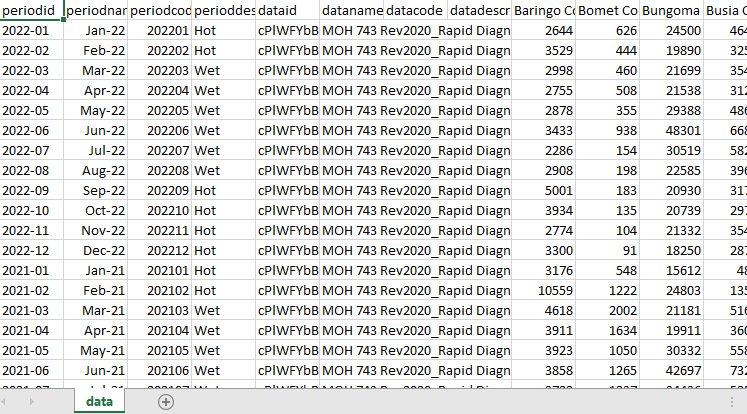 periodid periodnar periodcod perioddes dataid dataname datacode datadescr Baringo Co Bomet Co Bungoma Busia Co
2022-01 Jan-22 202201 Hot cPlWFYbB MOH 743 Rev2020_Rapid Diagn 2644 626 24500 464
2022-02 Feb-22 202202 Hot cPlWFYbB MOH 743 Rev2020_Rapid Diagn 3529 444 19890 325
2022-03 Mar-22 202203 Wet cPlWFYbB MOH 743 Rev2020_Rapid Diagn 2998 460 21699 354
2022-04 Apr-22 202204 Wet cPlWFYbB MOH 743 Rev2020_Rapid Diagn 2755 508 21538 312
2022-05 May-22 202205 Wet cPlWFYbB MOH 743 Rev2020_Rapid Diagn 2878 355 29388 486
2022-06 Jun-22 202206 Wet cPlWFYbB MOH 743 Rev2020_Rapid Diagn 3433 938 48301 668
2022-07 Jul-22 202207 Wet cPlWFYbB MOH 743 Rev2020_Rapid Diagn 2286 154 30519 582
2022-08 Aug-22 202208 Wet cPlWFYbB MOH 743 Rev2020_Rapid Diagn 2908 198 22585 396
2022-09 Sep-22 202209 Hot cPlWFYbB MOH 743 Rev2020_Rapid Diagn 5001 183 20930 317
2022-10 Oct-22 202210 Hot cPlWFYbB MOH 743 Rev2020_Rapid Diagn 3934 135 20739 297
2022-11 Nov-22 202211 Hot cPlWFYbB MOH 743 Rev2020_Rapid Diagn 2774 104 21332 354
2022-12 Dec-22 202212 Hot cPlWFYbB MOH 743 Rev2020_Rapid Diagn 3300 91 18250 287
2021-01 Jan-21 202101 Hot cPlWFYbB MOH 743 Rev2020_Rapid Diagn 3176 548 15612 48
2021-02 Feb-21 202102 Hot cPlWFYbB MOH 743 Rev2020_Rapid Diagn 10559 1222 24803 135
2021-03 Mar-21 202103 Wet cPlWFYbB MOH 743 Rev2020_Rapid Diagn 4618 2002 21181 516
2021-04 Apr-21 202104 Wet cPlWFYbB MOH 743 Rev2020_Rapid Diagn 3911 1634 19911 360
2021-05 May-21 202105 Wet cPlWFYbB MOH 743 Rev2020_Rapid Diagn 3923 1050 30332 558
2021-06 Jun-21 202106 Wet cPlWFYbB MOH 743 Rev2020_Rapid Diagn 3858 1265 42697 732
data